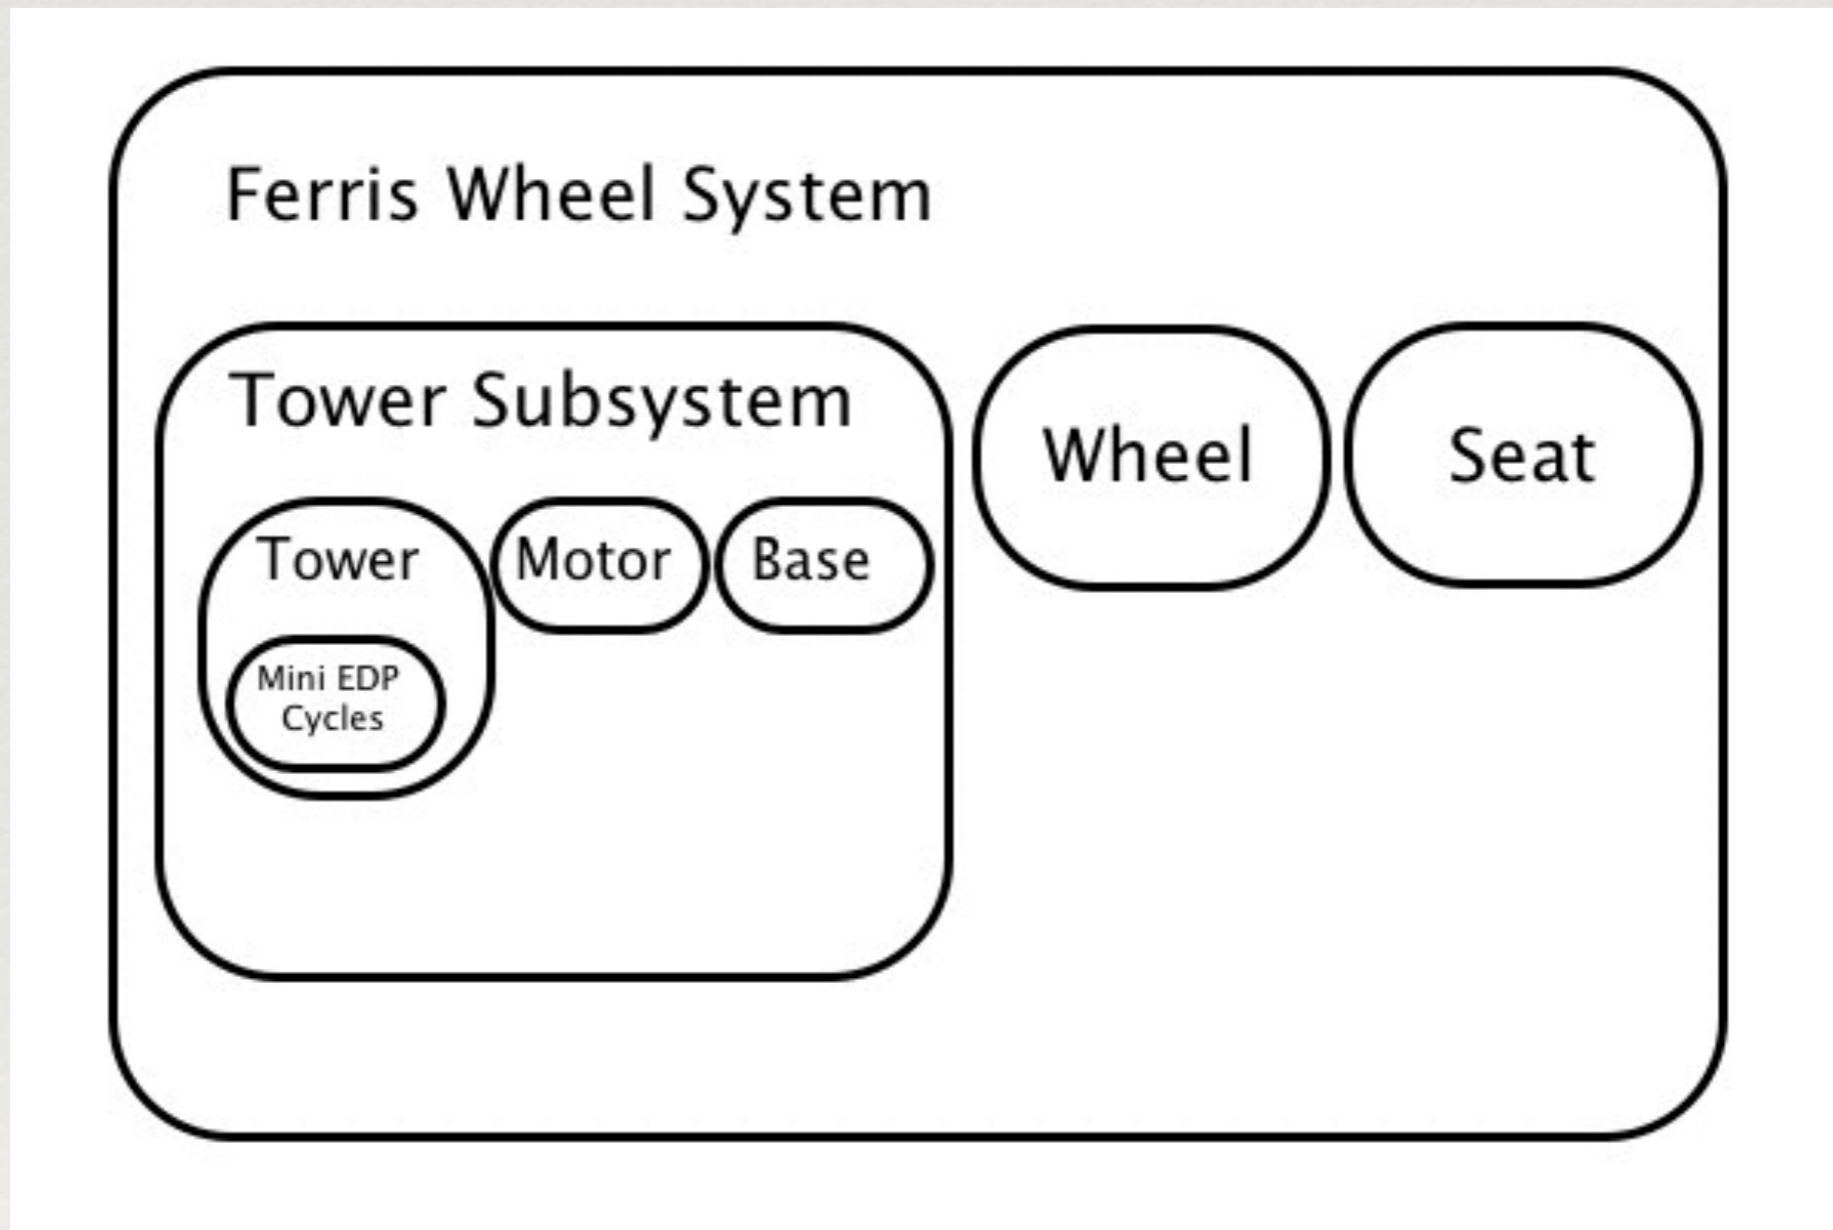 Ferris Wheel System
Tower Subsystem
Wheel
Seat
Tower
Motor
Base
Mini EDP
Cycles